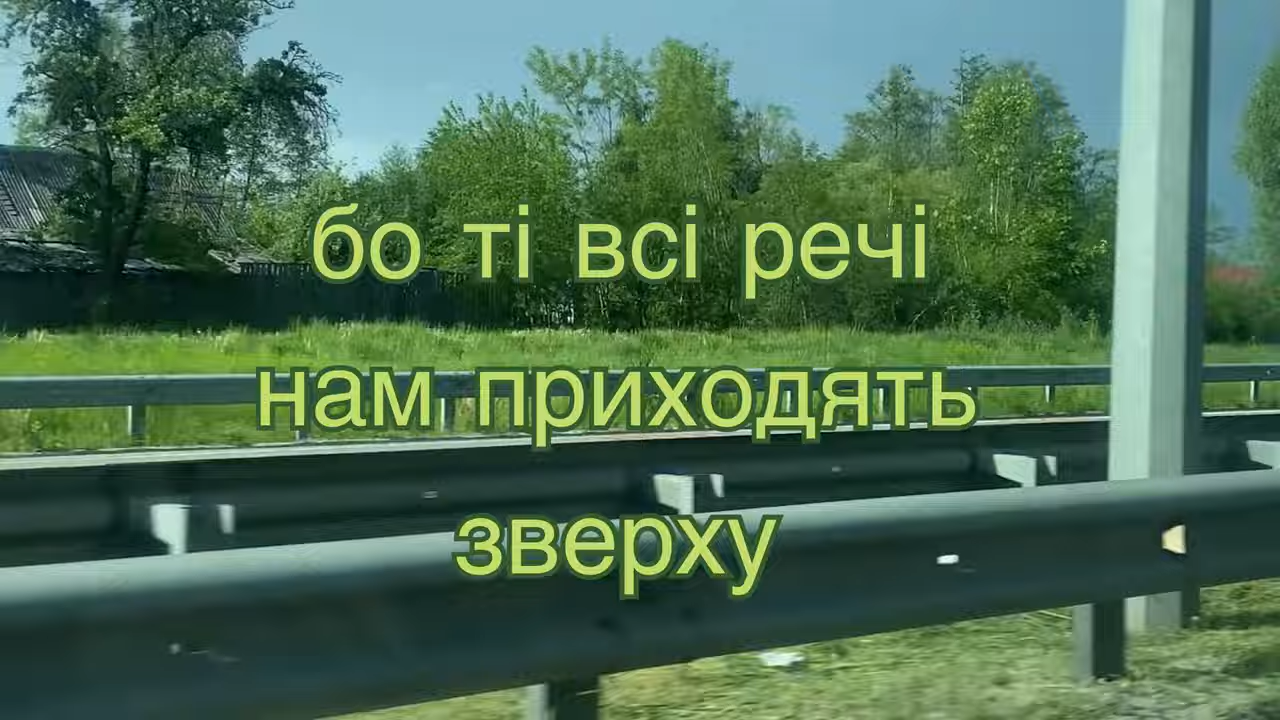 бо ті всі речі
нам приходять
зверху